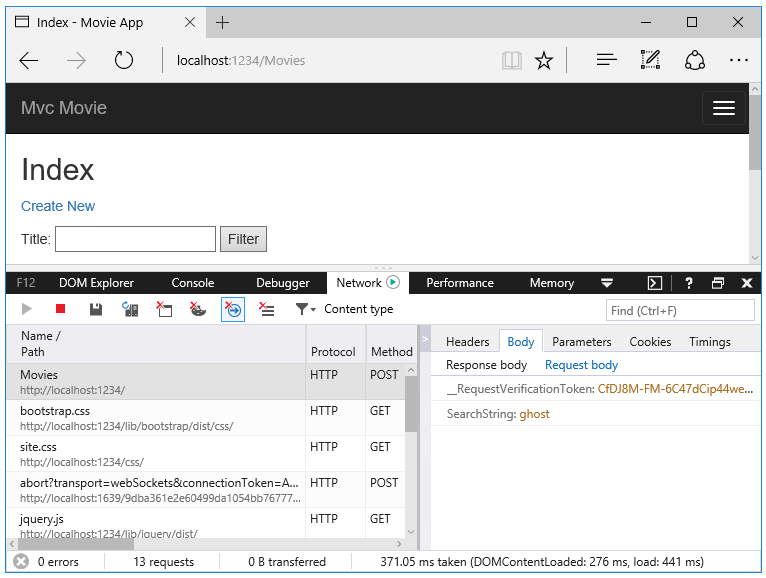 Index - Movie App
localhost:1234/Movies
Mvc Movie
Index
Create New
Title: Filter
F12 DOM Explorer Console Debugger Network Performance Memory ?
Content type Find (Ctrl+F)
Name / Path Protocol Method
Movies HTTP POST
http://localhost:1234/
bootstrap.css HTTP GET
http://localhost:1234/lib/bootstrap/dist/css/
site.css HTTP GET
http://localhost:1234/css/
abort?transport=webSockets&connectionToken=A... HTTP POST
http://localhost:1639/9dba361e2e60499da1054bb76777...
jquery.js HTTP GET
http://localhost:1234/lib/jquery/dist/
Headers Body Parameters Cookies Timings
Response body Request body
__RequestVerificationToken: CfDJ8M-FM-6C47dCip44we...
SearchString: ghost
0 errors 13 requests 0 B transferred 371.05 ms taken (DOMContentLoaded: 276 ms, load: 441 ms)